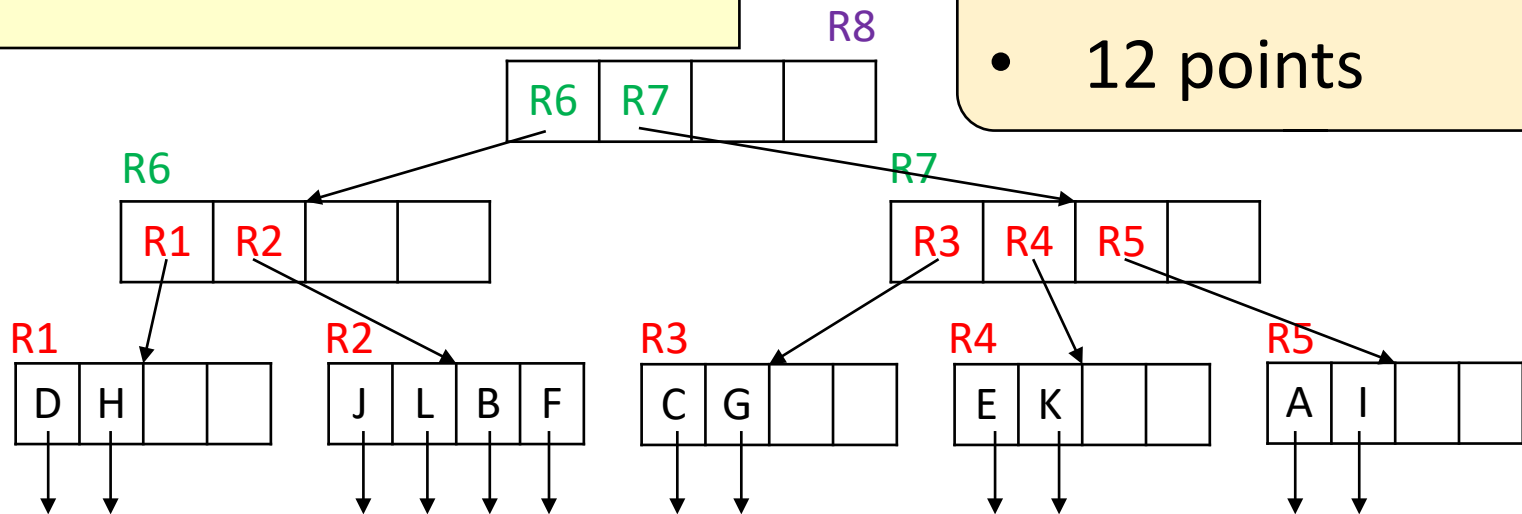 R8
• 12 points
R6 R7
R6 R7
R1 R2 R3 R4 R5
R1 R2 R3 R4 R5
D H J L B F C G E K A I